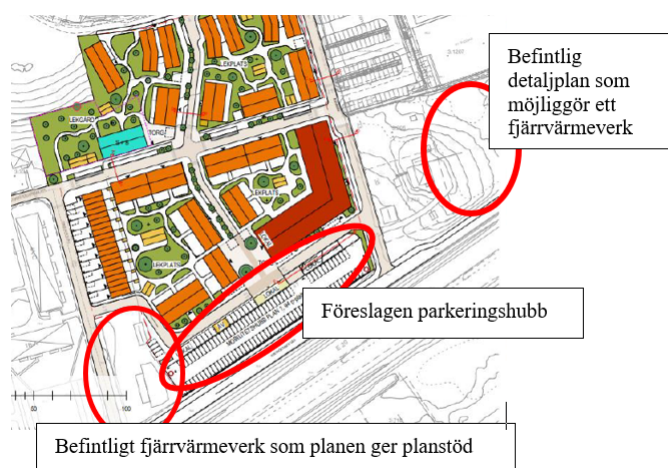 Befintlig
detaljplan som
möjliggör ett
fjärrvärmeverk
LEKPLATS
LEKGÅRD
TORG
LEKPLATS
LEKPLATS
LOKAL
Föreslagen parkeringshubb
50
100
Befintligt fjärrvärmeverk som planen ger planstöd